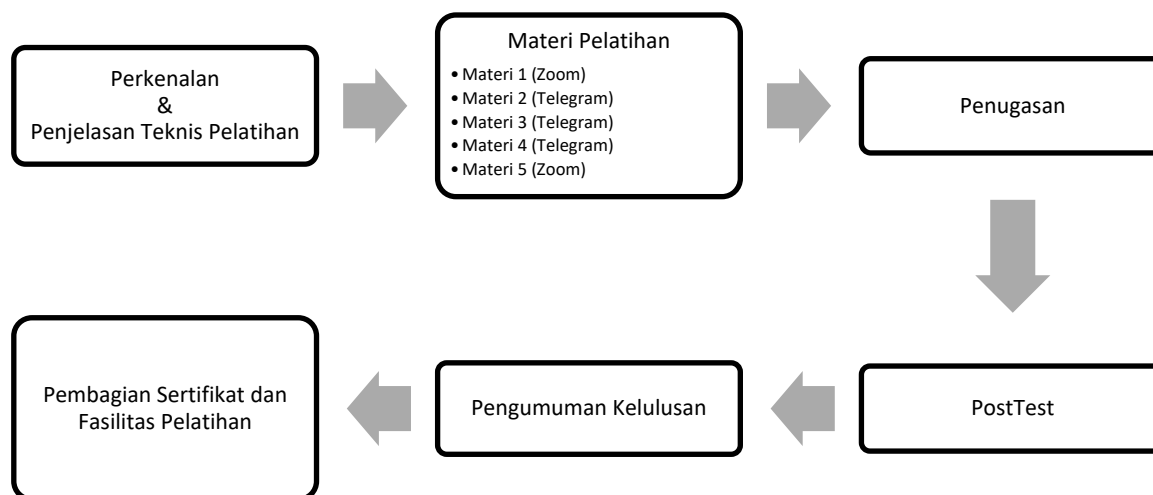 Perkenalan
&
Penjelasan Teknis Pelatihan
Materi Pelatihan
• Materi 1 (Zoom)
• Materi 2 (Telegram)
• Materi 3 (Telegram)
• Materi 4 (Telegram)
• Materi 5 (Zoom)
Penugasan
PostTest
Pengumuman Kelulusan
Pembagian Sertifikat dan
Fasilitas Pelatihan